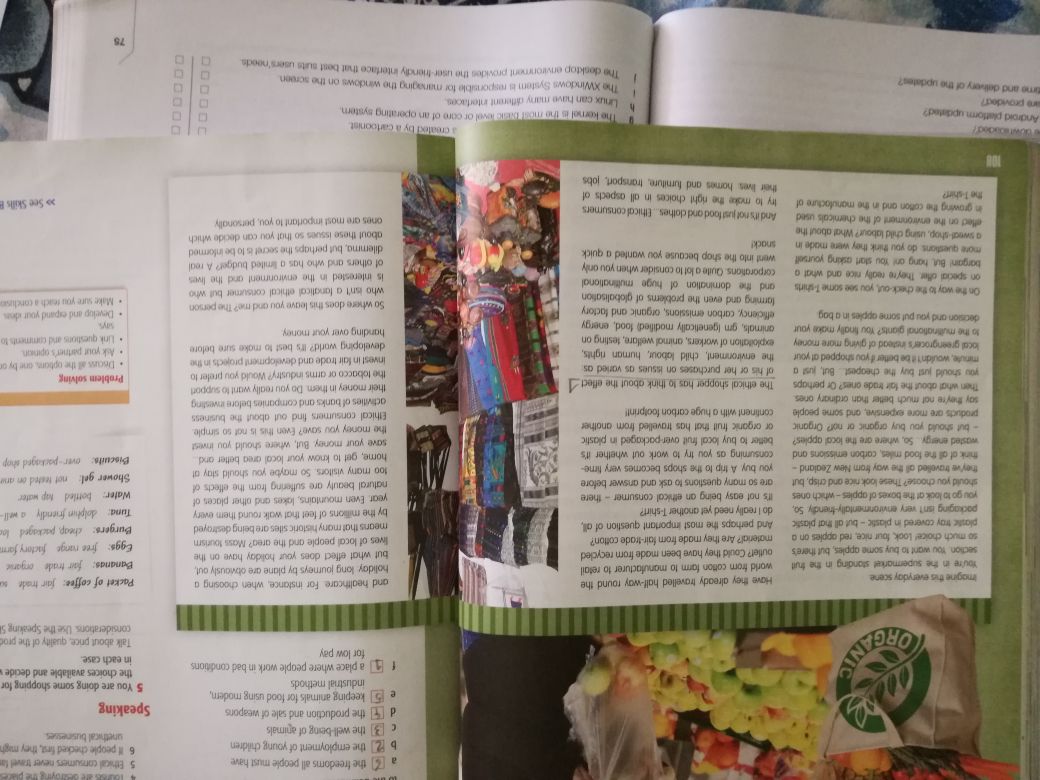 ORGANIC
Imagine this everyday scene.
You're in the supermarket standing in the fruit
section. You want to buy some apples, but there's
so much choice! Look, four nice, red apples on a
plastic tray covered in plastic – but all that plastic
packaging isn't very environmentally-friendly. So,
you go to look at the boxes of apples – which ones
should you choose? These look nice and crisp, but
they've travelled all the way from New Zealand –
think of all the food miles, carbon emissions and
wasted energy... So, where are the local apples?
– but should you buy organic or not? Organic
products are more expensive, and some people
say they're not much better than ordinary ones.
Then what about the fair trade ones? Or perhaps
you should just buy the cheapest... But, just a
minute, wouldn't it be better if you shopped at your
local greengrocer's instead of giving more money
to the multinational giants? You finally make your
decision and you put some apples in a bag.
On the way to the check-out, you see some T-shirts
on special offer. They're really nice and what a
bargain! But, hang on! You start asking yourself
more questions: do you think they were made in
a sweat-shop, using child labour? What about the
effect on the environment of the chemicals used
in growing the cotton and in the manufacture of
the T-shirt?
108
Have they already travelled half-way round the
world from cotton farm to manufacturer to retail
outlet? Could they have been made from recycled
material? Are they made from fair-trade cotton?
And perhaps the most important question of all,
do I really need yet another T-shirt?
It's not easy being an ethical consumer – there
are so many questions to ask and answer before
you buy. A trip to the shops becomes very time-
consuming as you try to work out whether it's
better to buy local fruit over-packaged in plastic
or organic fruit that has travelled from another
continent with a huge carbon footprint!
The ethical shopper has to think about the effect
of his or her purchases on issues as varied as:
the environment, child labour, human rights,
exploitation of workers, animal welfare, testing on
animals, gm (genetically modified) food, energy
efficiency, carbon emissions, organic and factory
farming and even the problems of globalisation
and the domination of huge multinational
corporations. Quite a lot to consider when you only
went into the shop because you wanted a quick
snack!
And it's not just food and clothes... Ethical consumers
try to make the right choices in all aspects of
their lives: homes and furniture, transport, jobs
a 6 the freedoms all people must have
b 2 the employment of young children
c 3 the well-being of animals
d 4 the production and sale of weapons
e 5 keeping animals for food using modern,
industrial methods
f 1 a place where people work in bad conditions
for low pay
and healthcare. For instance, when choosing a
holiday: long journeys by plane are obviously out,
but what effect does your holiday have on the
lives of local people and the area? Mass tourism
means that many historic sites are being destroyed
by the millions of feet that walk round them every
year. Even mountains, lakes and other places of
natural beauty are suffering from the effects of
too many visitors. So maybe you should stay at
home, get to know your local area better and...
save your money. But, where should you invest
the money you save? Even this is not so simple.
Ethical consumers find out about the business
activities of banks and companies before investing
their money in them. Do you really want to support
the tobacco or arms industry? Would you prefer to
invest in fair trade and development projects in the
developing world? It's best to make sure before
handing over your money.
So where does this leave you and me? The person
who isn't a fanatical ethical consumer but who
is interested in the environment and the lives
of others and who has a limited budget? A real
dilemma, but perhaps the secret is to be informed
about these issues so that you can decide which
ones are most important to you, personally.
4 Tourists are destroying the places
5 Ethical consumers never travel
6 If people checked first, they
unethical businesses.
Speaking
5 You are doing some shopping for
the choices available and decide
in each case.
Talk about price, quality of the
considerations. Use the Speaking
Packet of coffee: fair trade
Bananas: fair trade organic
Eggs: free range factory
Burgers: cheap, packaged
Tuna: dolphin friendly a
Water: bottled tap water
Shower gel: not tested on
Biscuits: over-packaged shop
Problem solving
• Discuss all the options, one by
• Ask your partner's opinion.
• Link questions and comments to
says.
• Develop and expand your ideas.
• Make sure you reach a
>> See Skills
downloaded?
Android platform updated?
are provided?
time and delivery of the updates?
a created by a cartoonist.
The kernel is the most basic level or core of an operating system.
h Linux can have many different interfaces.
i The XWindows System is responsible for managing the windows on the screen.
j The desktop environment provides the user-friendly interface that best suits users' needs.
75